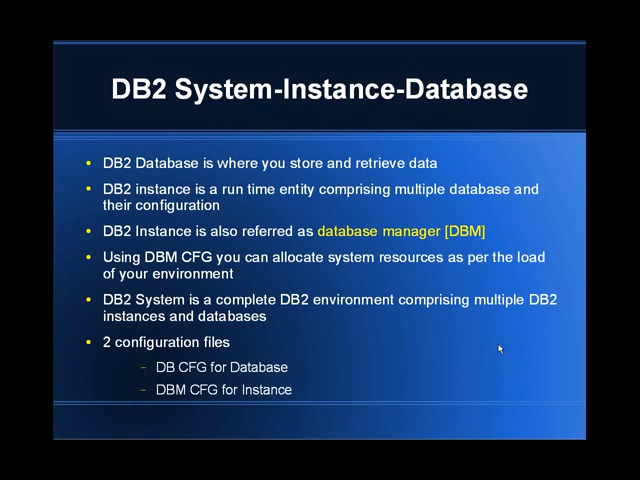 DB2 System-Instance-Database
DB2 Database is where you store and retrieve data
DB2 instance is a run time entity comprising multiple database and
their configuration
DB2 Instance is also referred as database manager [DBM]
Using DBM CFG you can allocate system resources as per the load
of your environment
DB2 System is a complete DB2 environment comprising multiple DB2
instances and databases
2 configuration files
– DB CFG for Database
– DBM CFG for Instance